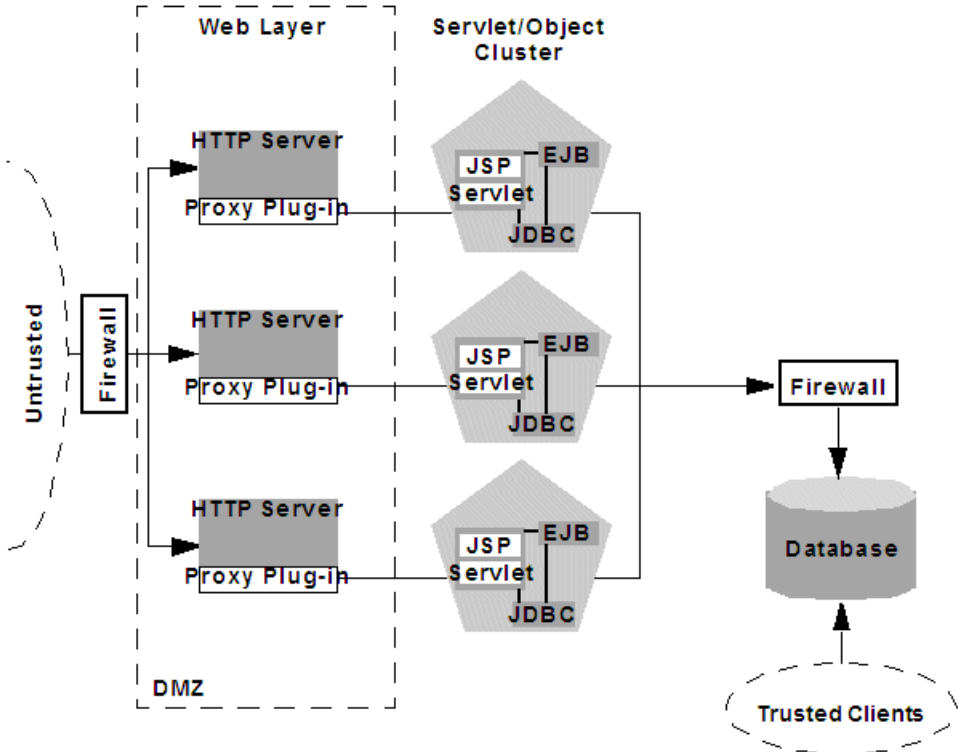 Web Layer
Servlet/Object
Cluster
HTTP Server
Proxy Plug-in
JSP
Servlet
EJB
JDBC
Untrusted
Firewall
HTTP Server
Proxy Plug-in
JSP
Servlet
EJB
JDBC
Firewall
HTTP Server
Proxy Plug-in
JSP
Servlet
EJB
JDBC
Database
DMZ
Trusted Clients